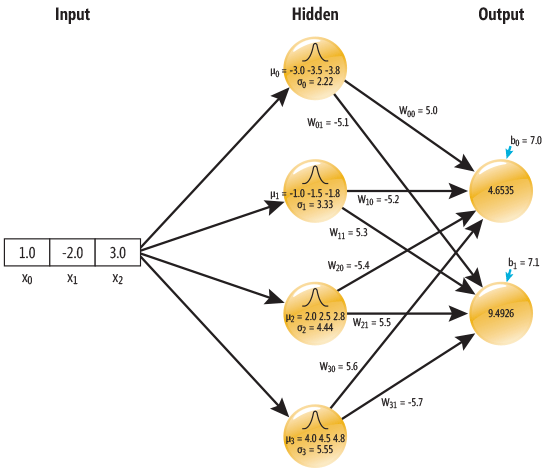 Input
Hidden
Output
μ₀ = -3.0 -3.5 -3.8
σ₀ = 2.22
W₀₀ = 5.0
W₀₁ = -5.1
b₀ = 7.0
4.6535
μ₁ = -1.0 -1.5 -1.8
σ₁ = 3.33
W₁₀ = -5.2
W₁₁ = 5.3
1.0 -2.0 3.0
x₀ x₁ x₂
W₂₀ = -5.4
b₁ = 7.1
9.4926
μ₂ = 2.0 2.5 2.8
σ₂ = 4.44
W₂₁ = 5.5
W₃₀ = 5.6
W₃₁ = -5.7
μ₃ = 4.0 4.5 4.8
σ₃ = 5.55